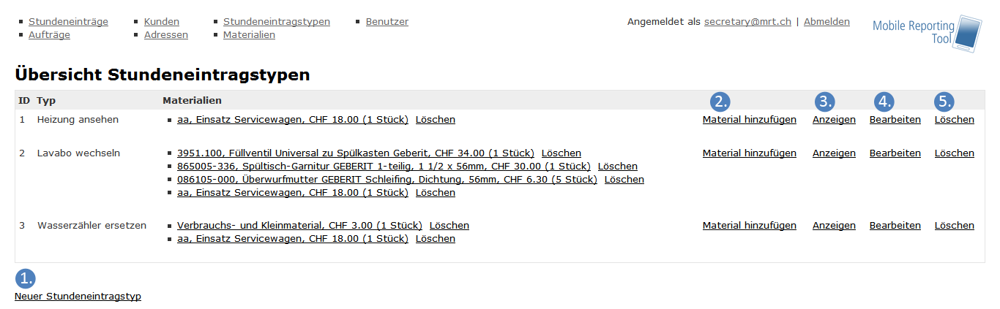 Stundeneinträge Kunden Stundeneintragstypen Benutzer Angemeldet als secretary@mrt.ch | Abmelden
Aufträge Adressen Materialien
Mobile Reporting
Tool
Übersicht Stundeneintragstypen
ID Typ Materialien 2. 3. 4. 5.
1 Heizung ansehen aa, Einsatz Servicewagen, CHF 18.00 (1 Stück) Löschen Material hinzufügen Anzeigen Bearbeiten Löschen
2 Lavabo wechseln 3951.100, Füllventil Universal zu Spülkasten Geberit, CHF 34.00 (1 Stück) Löschen Material hinzufügen Anzeigen Bearbeiten Löschen
865005-336, Spültisch-Garnitur GEBERIT 1-teilig, 1 1/2 x 56mm, CHF 30.00 (1 Stück) Löschen
086105-000, Überwurfmutter GEBERIT Schleifing, Dichtung, 56mm, CHF 6.30 (5 Stück) Löschen
aa, Einsatz Servicewagen, CHF 18.00 (1 Stück) Löschen
3 Wasserzähler ersetzen Verbrauchs- und Kleinmaterial, CHF 3.00 (1 Stück) Löschen Material hinzufügen Anzeigen Bearbeiten Löschen
aa, Einsatz Servicewagen, CHF 18.00 (1 Stück) Löschen
1.
Neuer Stundeneintragstyp